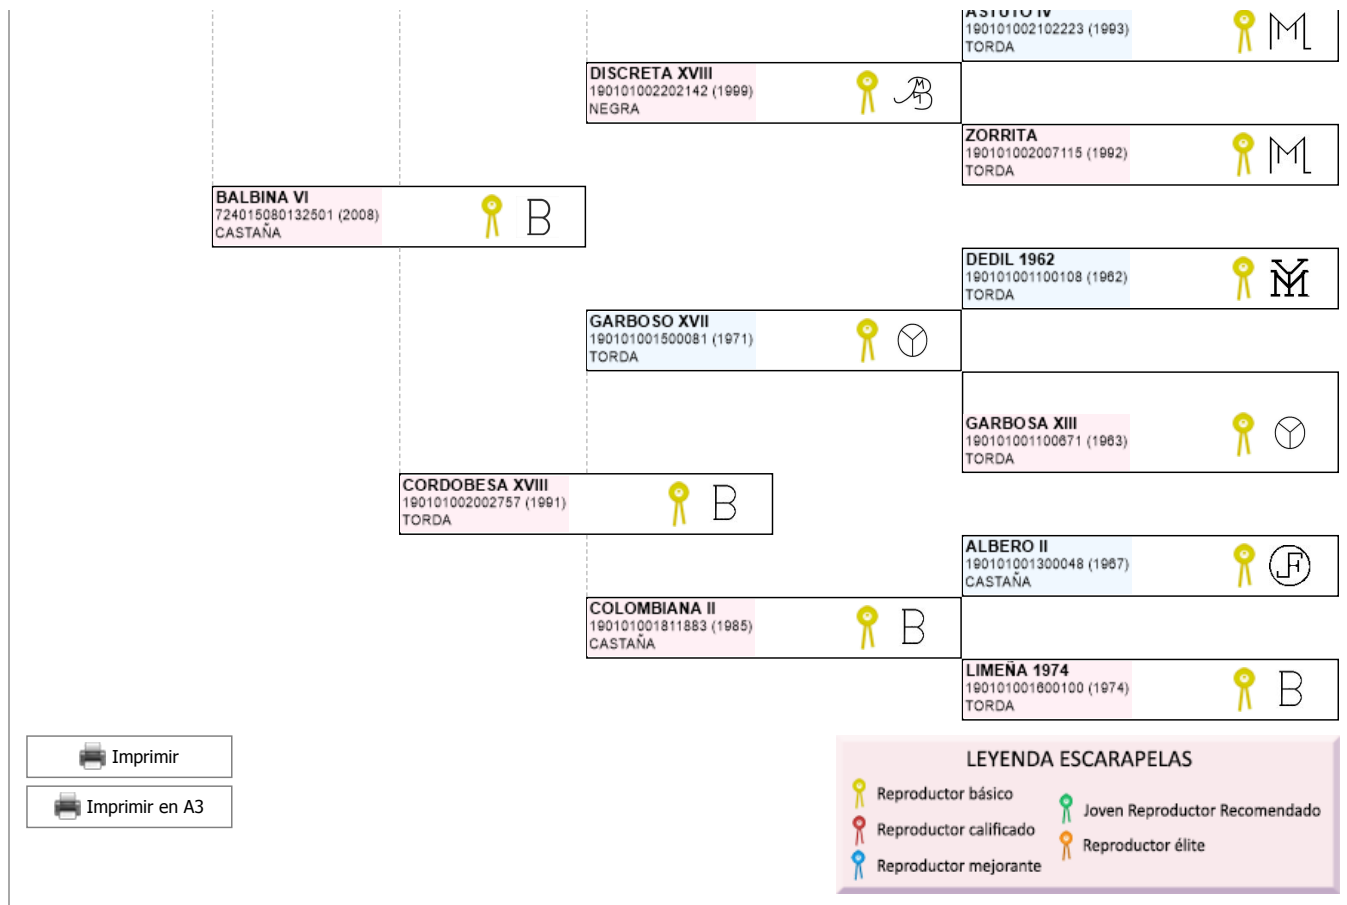 ASTUTO IV
190101002102223 (1993)
TORDA
DISCRETA XVIII
190101002202142 (1999)
NEGRA
ZORRITA
190101002007115 (1992)
TORDA
BALBINA VI
724015080132501 (2008)
CASTAÑA
B
DEDIL 1962
190101001100108 (1962)
TORDA
GARBOSO XVII
190101001500081 (1971)
TORDA
GARBOSA XIII
190101001100671 (1963)
TORDA
CORDOBESA XVIII
190101002002757 (1991)
TORDA
B
ALBERO II
190101001300048 (1967)
CASTAÑA
COLOMBIANA II
190101001811883 (1985)
CASTAÑA
B
LIMEÑA 1974
190101001600100 (1974)
TORDA
B
Imprimir
Imprimir en A3
LEYENDA ESCARAPELAS
Reproductor básico
Reproductor calificado
Reproductor mejorante
Joven Reproductor Recomendado
Reproductor élite